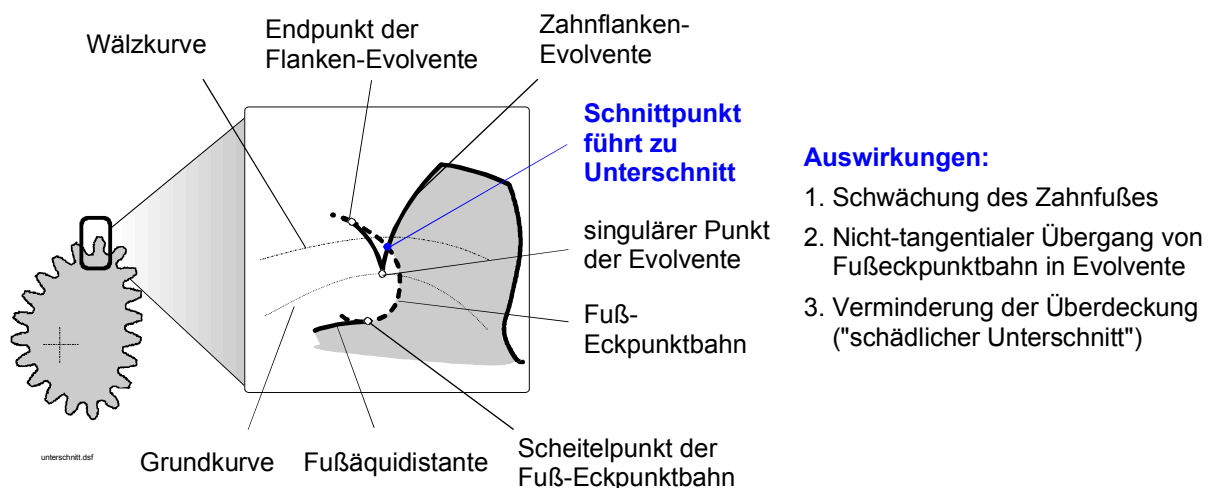 Wälzkurve
Endpunkt der
Flanken-Evolvente
Zahnflanken-
Evolvente
Schnittpunkt
führt zu
Unterschnitt
singulärer Punkt
der Evolvente
Fuß-
Eckpunktbahn
Scheitelpunkt der
Fuß-Eckpunktbahn
Fußäquidistante
Grundkurve
unterschnitt.dsf
Auswirkungen:
1. Schwächung des Zahnfußes
2. Nicht-tangentialer Übergang von
Fußeckpunktbahn in Evolvente
3. Verminderung der Überdeckung
("schädlicher Unterschnitt")